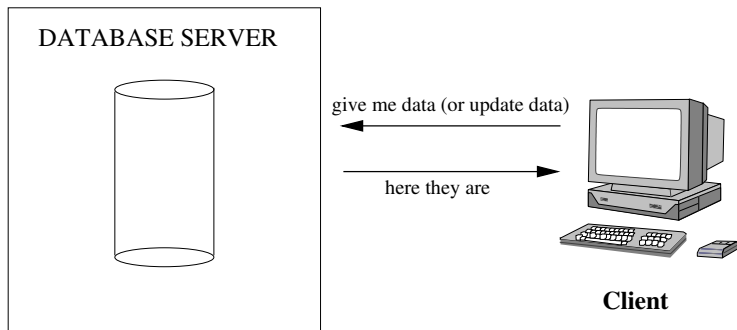 DATABASE SERVER
give me data (or update data)
here they are
Client